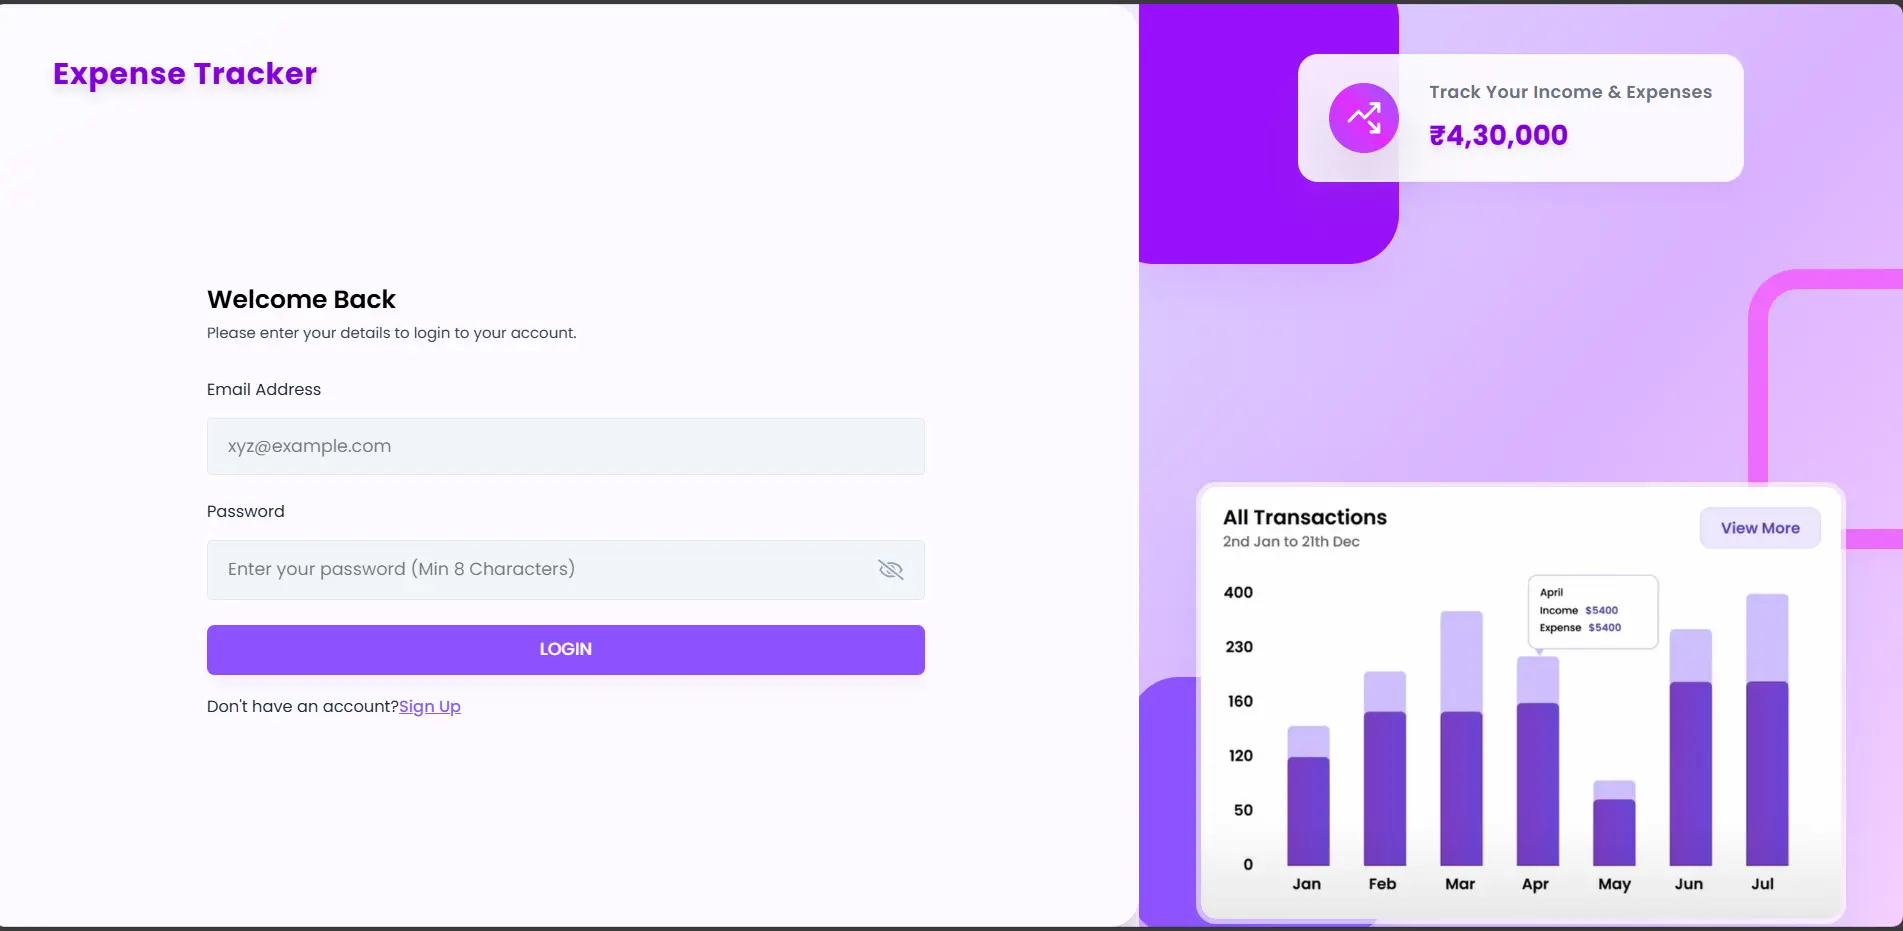 Expense Tracker
Welcome Back
Please enter your details to login to your account.
Email Address
xyz@example.com
Password
Enter your password (Min 8 Characters)
LOGIN
Don't have an account?Sign Up
Track Your Income & Expenses
₹4,30,000
All Transactions
2nd Jan to 21th Dec
View More
April
Income $5400
Expense $5400
400
230
160
120
50
0
Jan Feb Mar Apr May Jun Jul